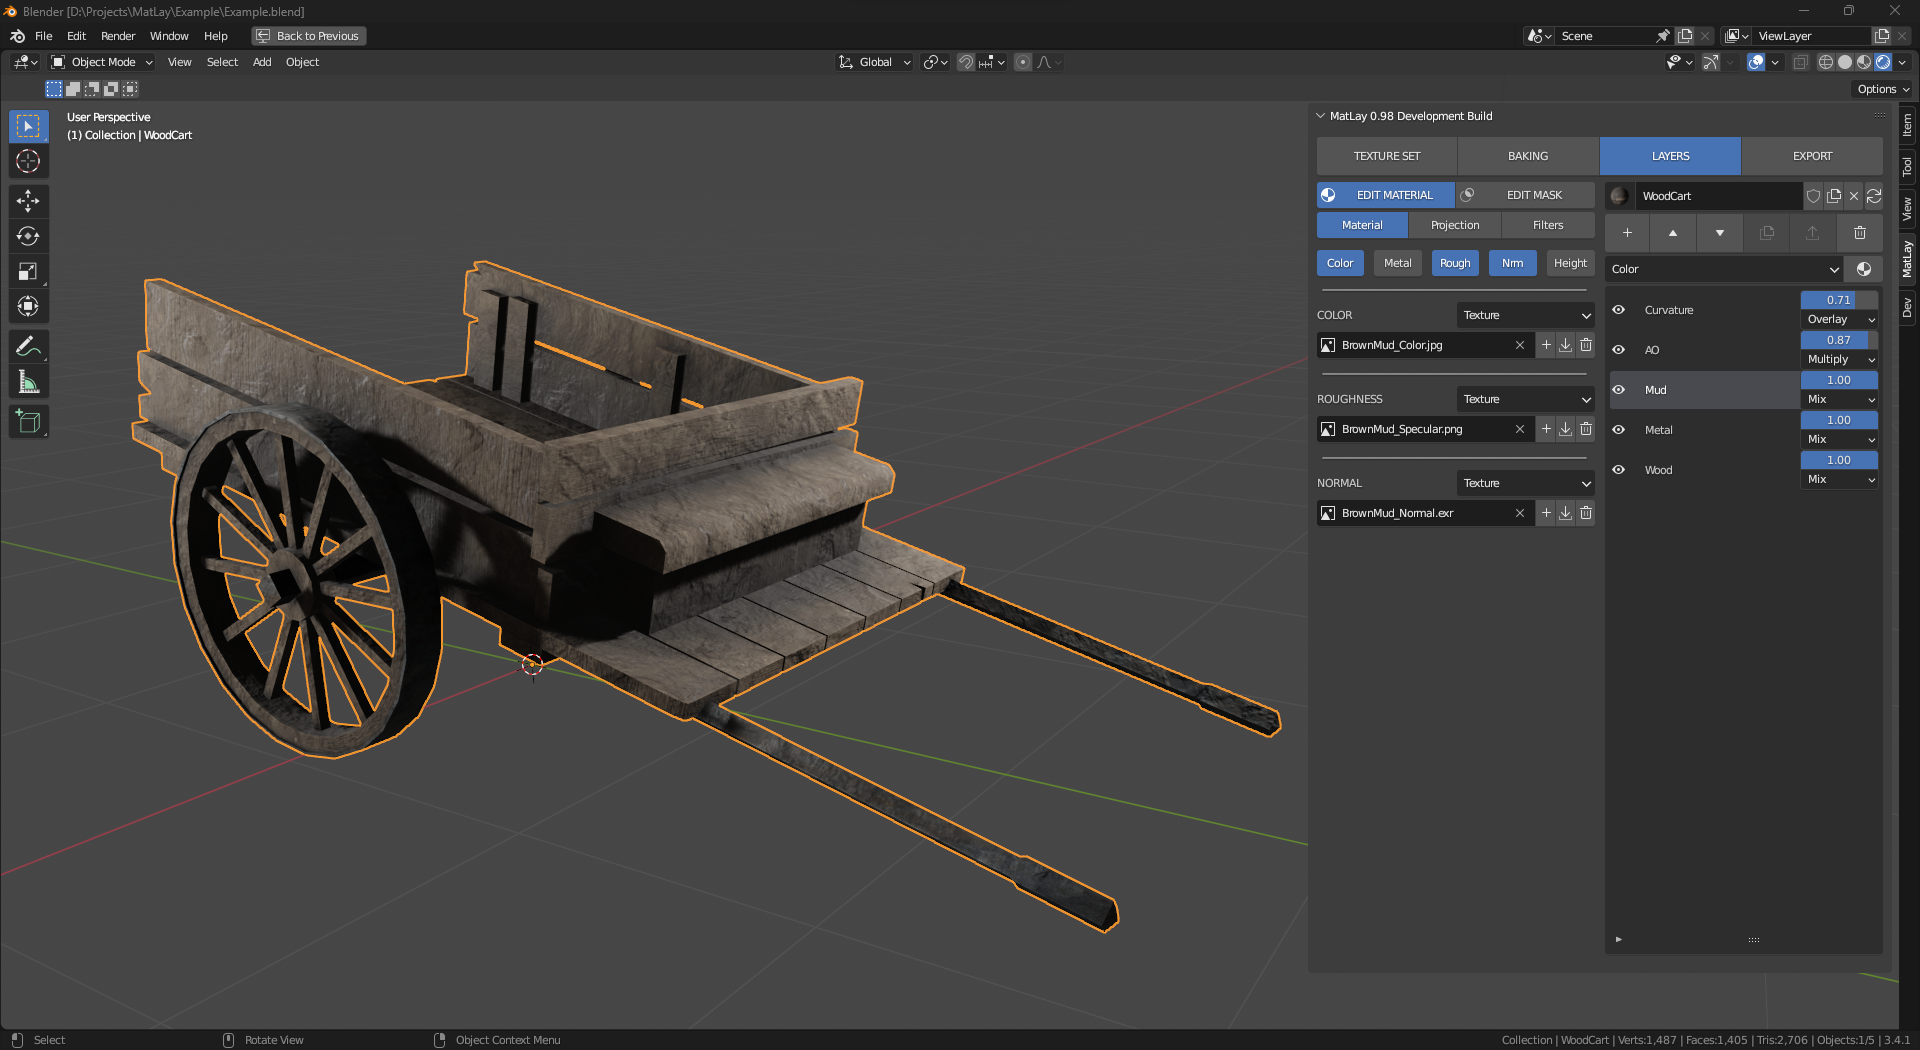 Blender [D:\Projects\MatLay\Example\Example.blend]
File Edit Render Window Help Back to Previous
Scene ViewLayer
Object Mode View Select Add Object
Global
Options
User Perspective
(1) Collection | WoodCart
MatLay 0.98 Development Build
TEXTURE SET BAKING LAYERS EXPORT
EDIT MATERIAL EDIT MASK
WoodCart
Material Projection Filters
Color Metal Rough Nrm Height
Color
COLOR Texture
BrownMud_Color.jpg
ROUGHNESS Texture
BrownMud_Specular.png
NORMAL Texture
BrownMud_Normal.exr
Curvature 0.71
Overlay
AO 0.87
Multiply
Mud 1.00
Mix
Metal 1.00
Mix
Wood 1.00
Mix
Item
Tool
View
MatLay
Dev
Select Rotate View Object Context Menu
Collection | WoodCart | Verts:1,487 | Faces:1,405 | Tris:2,706 | Objects:1/5 | 3.4.1